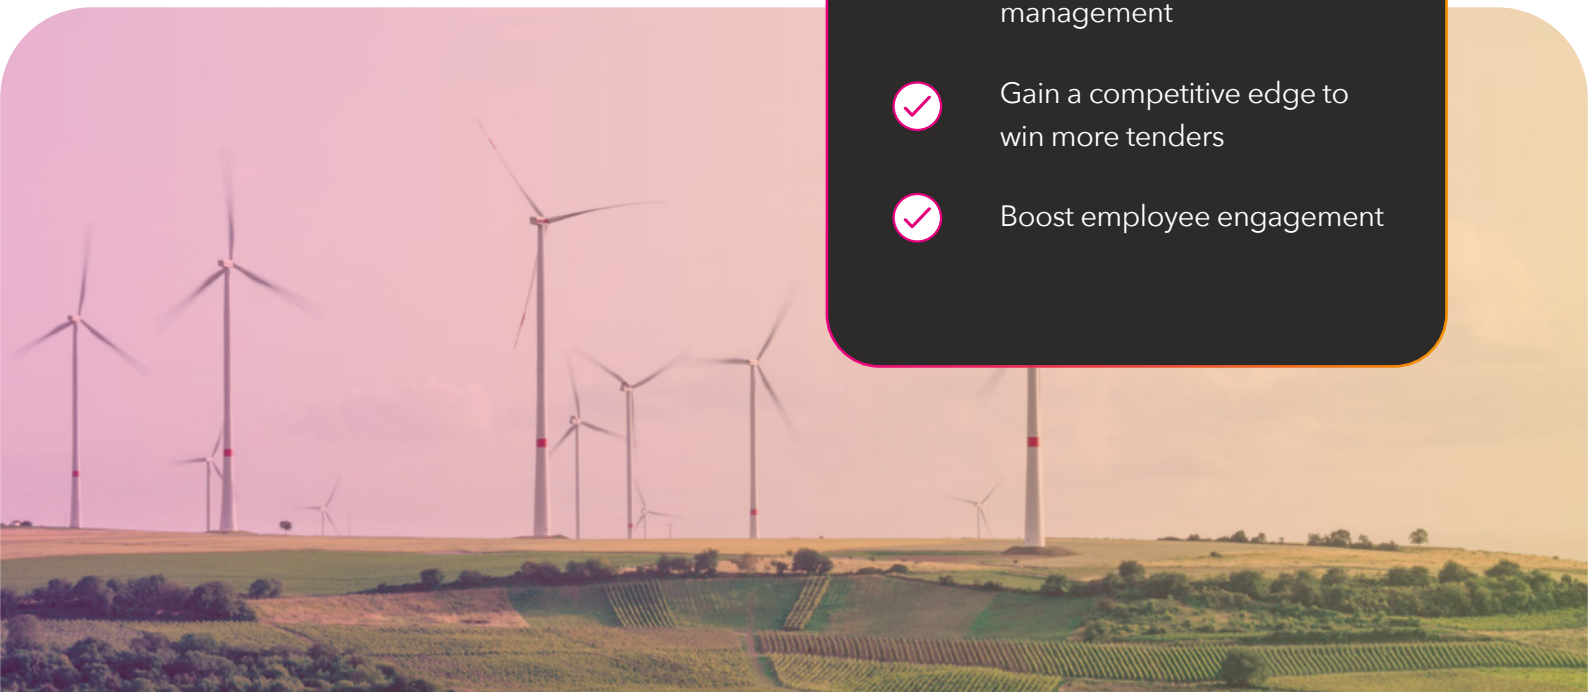 management
Gain a competitive edge to
win more tenders
Boost employee engagement